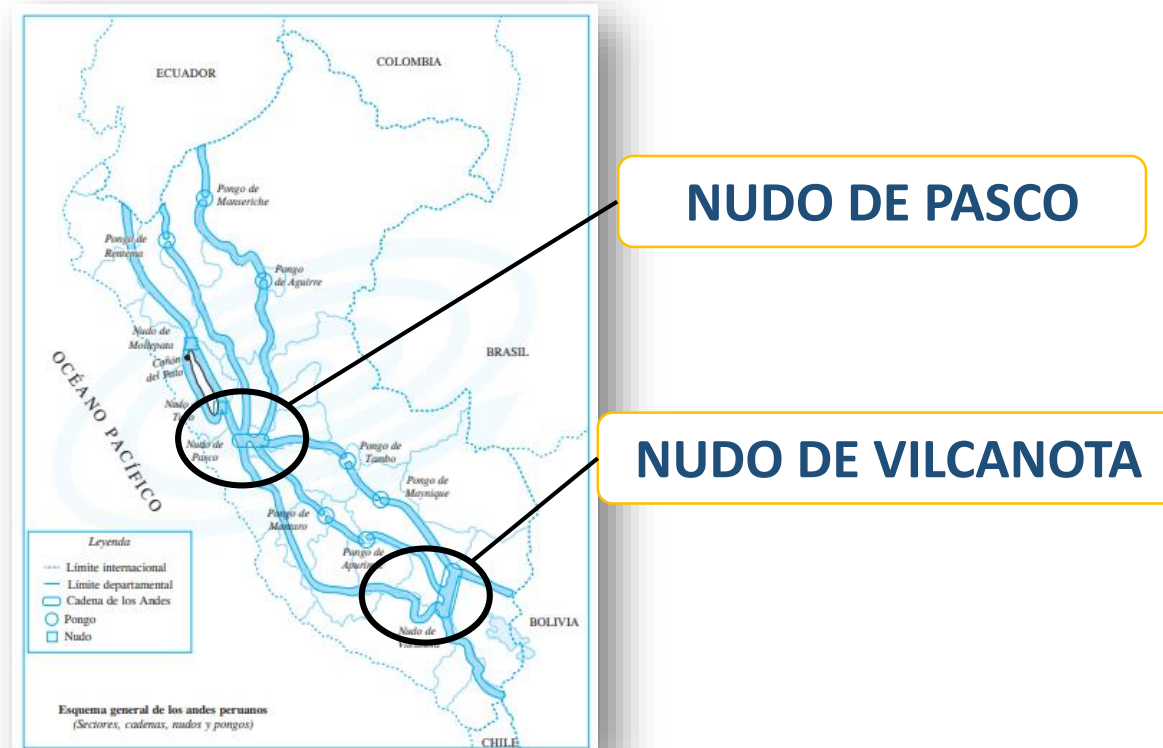 ECUADOR
COLOMBIA
Pongo de
Manseriche
NUDO DE PASCO
Pongo de
Rentema
Pongo
de Aguirre
Nudo de
Mollepata
Cañón
del Pato
BRASIL
OCÉANO PACÍFICO
Nudo
Nudo de
Pasco
Pongo de
Tambo
NUDO DE VILCANOTA
Pongo de
Maynique
Pongo de
Mantaro
Pongo de
Leyenda
Límite internacional
Límite departamental
Cadena de los Andes
Pongo
Nudo
BOLIVIA
Nudo de
Esquema general de los andes peruanos
(Sectores, cadenas, nudos y pongos)
CHILE